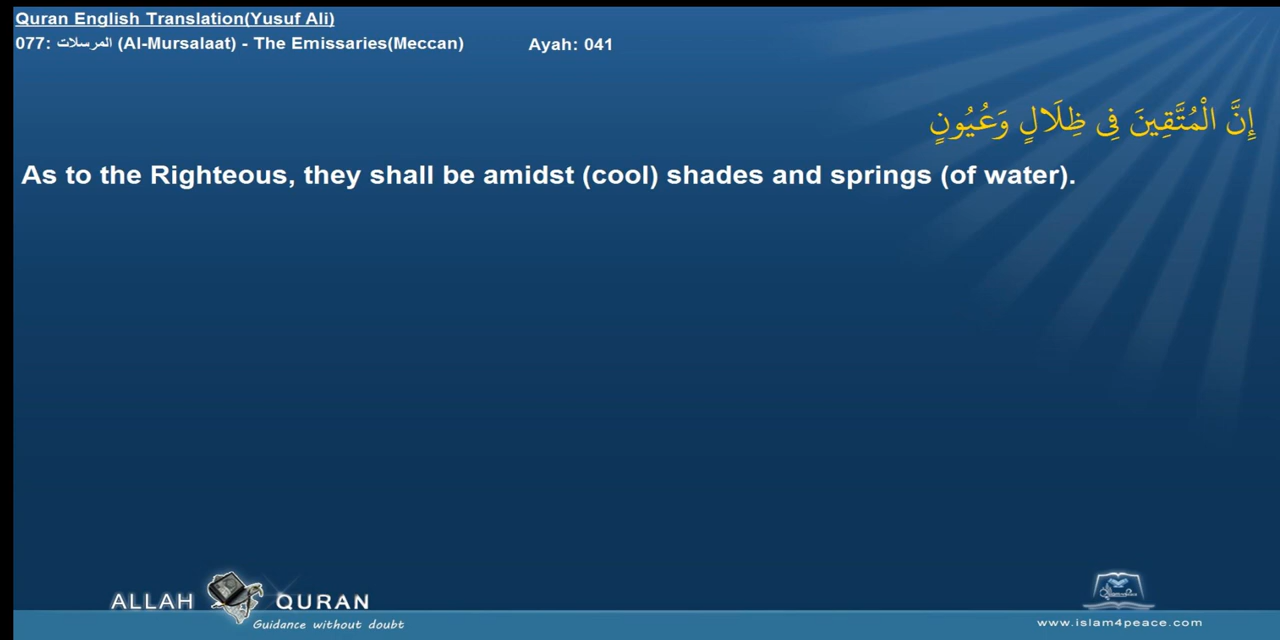 Quran English Translation(Yusuf Ali)
077: المرسلات (Al-Mursalaat) - The Emissaries(Meccan) Ayah: 041
إِنَّ الْمُتَّقِينَ فِى ظِلَالٍ وَعُيُونٍ
As to the Righteous, they shall be amidst (cool) shades and springs (of water).
ALLAH QURAN
Guidance without doubt
www.islam4peace.com